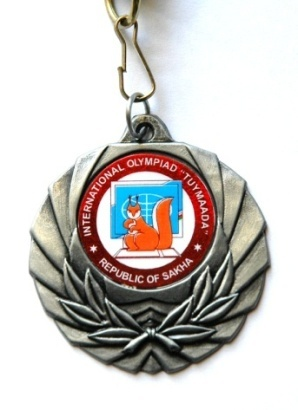 INTERNATIONAL OLYMPIAD "TUYMAADA"
REPUBLIC OF SAKHA